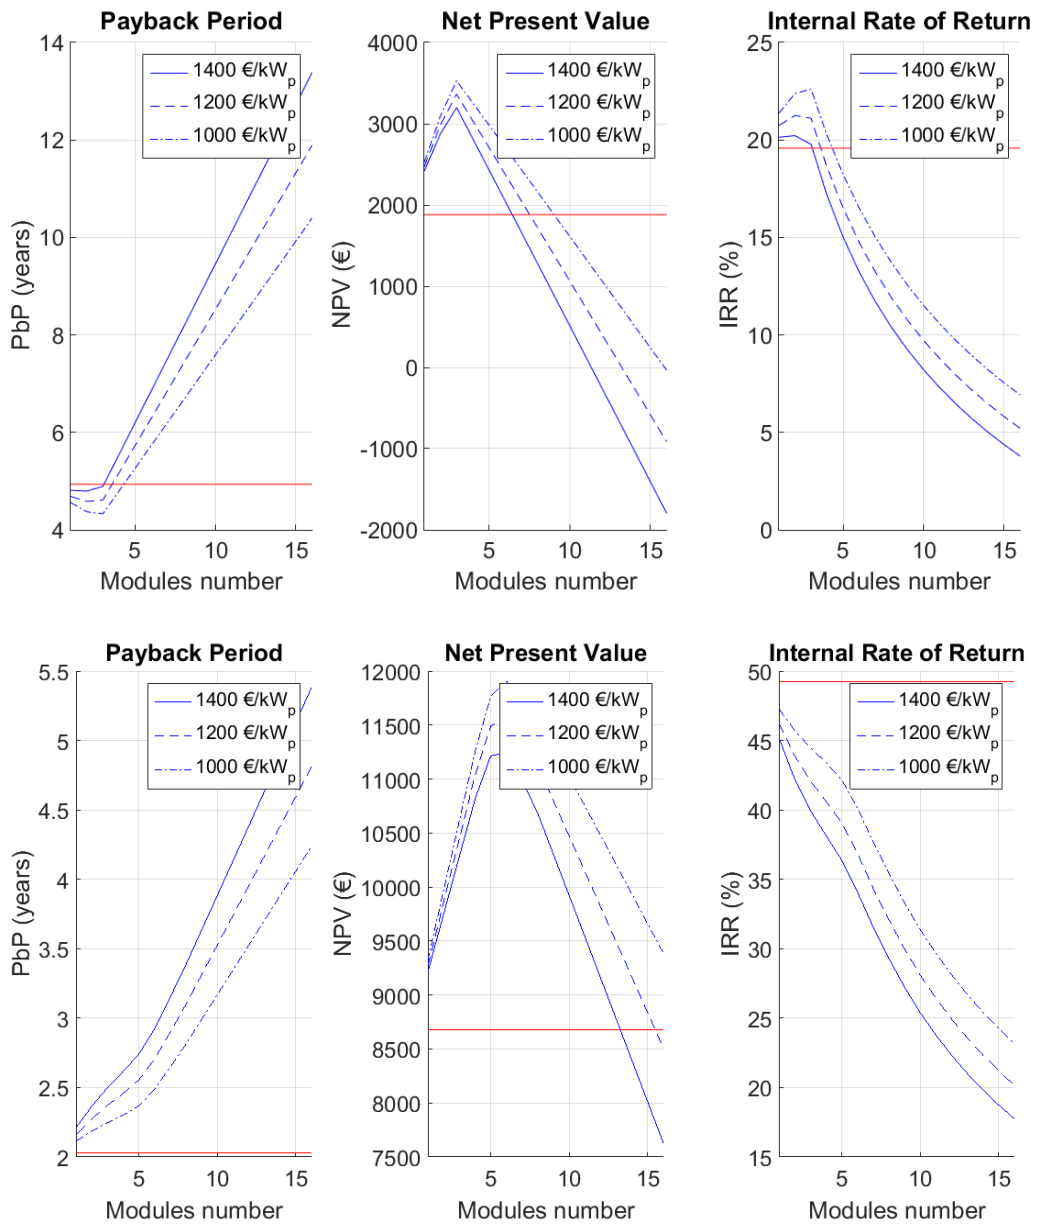 Payback Period
14
12
10
8
6
4
5
10
15
PbP (years)
Modules number
1400 €/kWp
1200 €/kWp
1000 €/kWp
Net Present Value
4000
3000
2000
1000
0
-1000
-2000
5
10
15
NPV (€)
Modules number
1400 €/kWp
1200 €/kWp
1000 €/kWp
Internal Rate of Return
25
20
15
10
5
0
5
10
15
IRR (%)
Modules number
1400 €/kWp
1200 €/kWp
1000 €/kWp
Payback Period
5.5
5
4.5
4
3.5
3
2.5
2
5
10
15
PbP (years)
Modules number
1400 €/kWp
1200 €/kWp
1000 €/kWp
Net Present Value
12000
11500
11000
10500
10000
9500
9000
8500
8000
7500
5
10
15
NPV (€)
Modules number
1400 €/kWp
1200 €/kWp
1000 €/kWp
Internal Rate of Return
50
45
40
35
30
25
20
15
5
10
15
IRR (%)
Modules number
1400 €/kWp
1200 €/kWp
1000 €/kWp